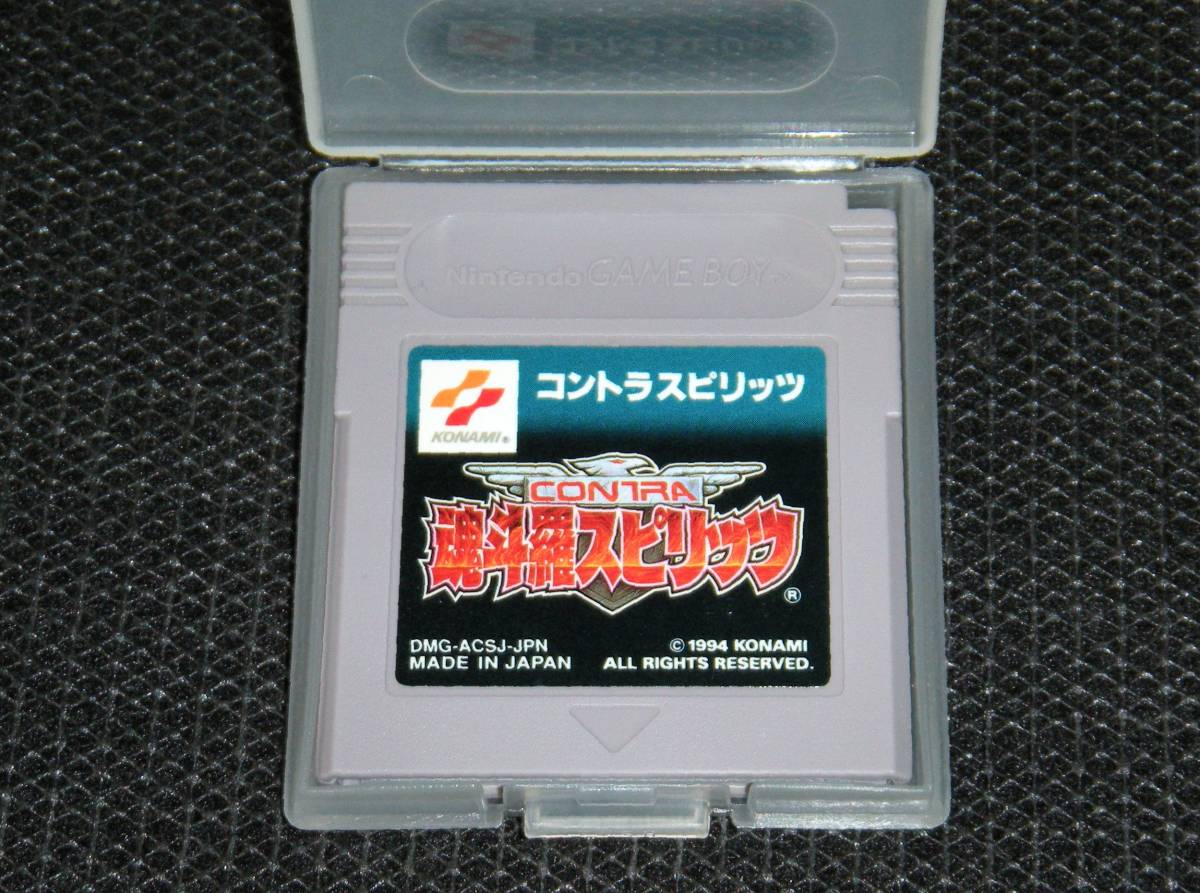 Nintendo GAME BOY
コントラスピリッツ
KONAMI®
CONTRA
魂斗羅スピリッツ
®
DMG-ACSJ-JPN
MADE IN JAPAN
© 1994 KONAMI
ALL RIGHTS RESERVED.